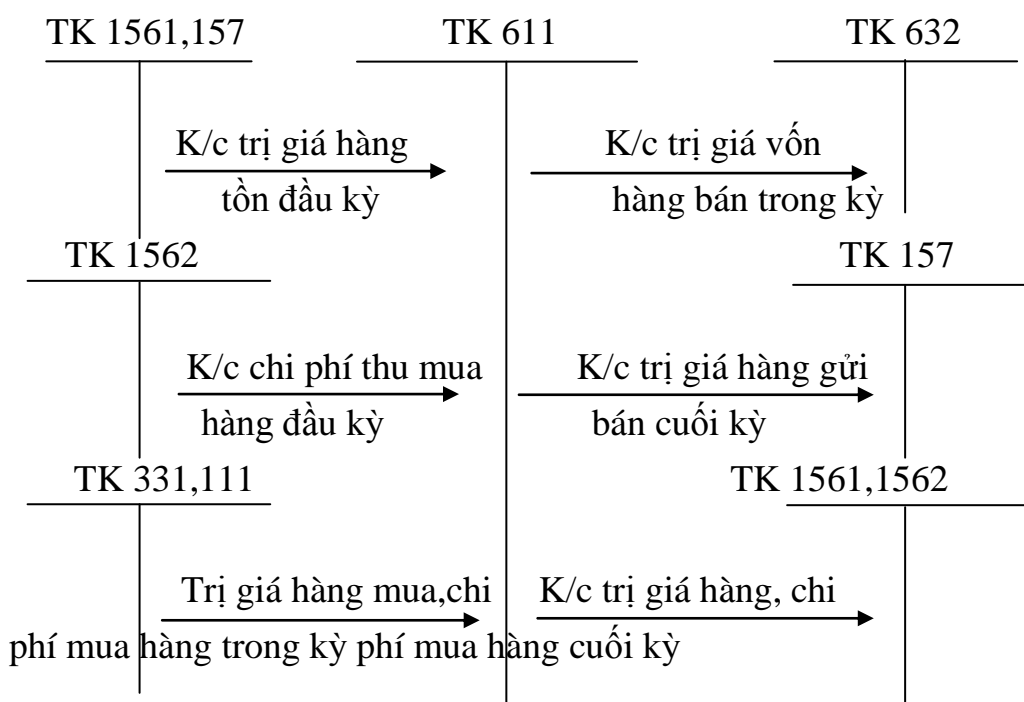 TK 1561,157 TK 611 TK 632
K/c trị giá hàng K/c trị giá vốn
tồn đầu kỳ hàng bán trong kỳ
TK 1562 TK 157
K/c chi phí thu mua K/c trị giá hàng gửi
hàng đầu kỳ bán cuối kỳ
TK 331,111 TK 1561,1562
Trị giá hàng mua,chi K/c trị giá hàng, chi
phí mua hàng trong kỳ phí mua hàng cuối kỳ